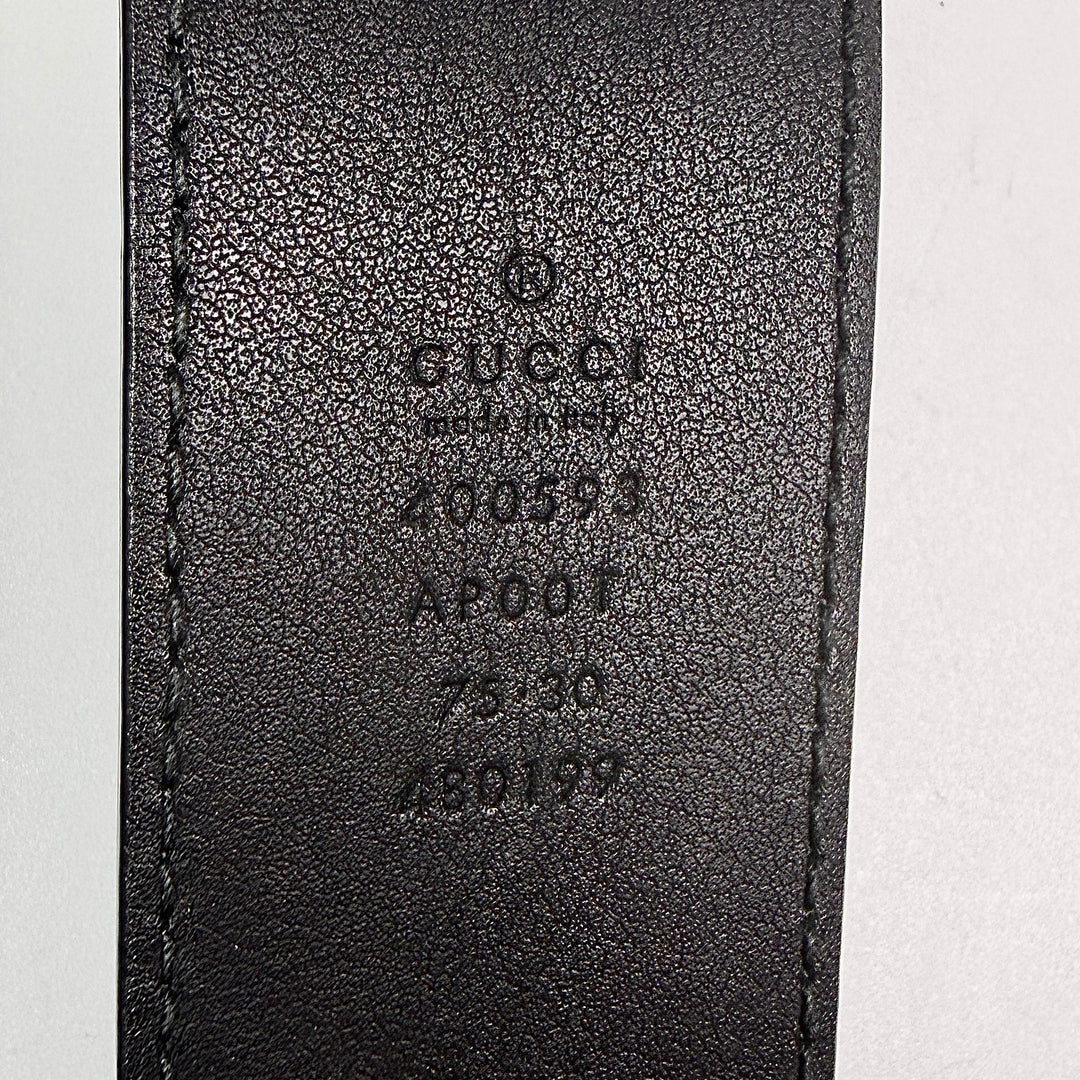 ®
GUCCI
made in Italy
400593
AP00T
75·30
480199